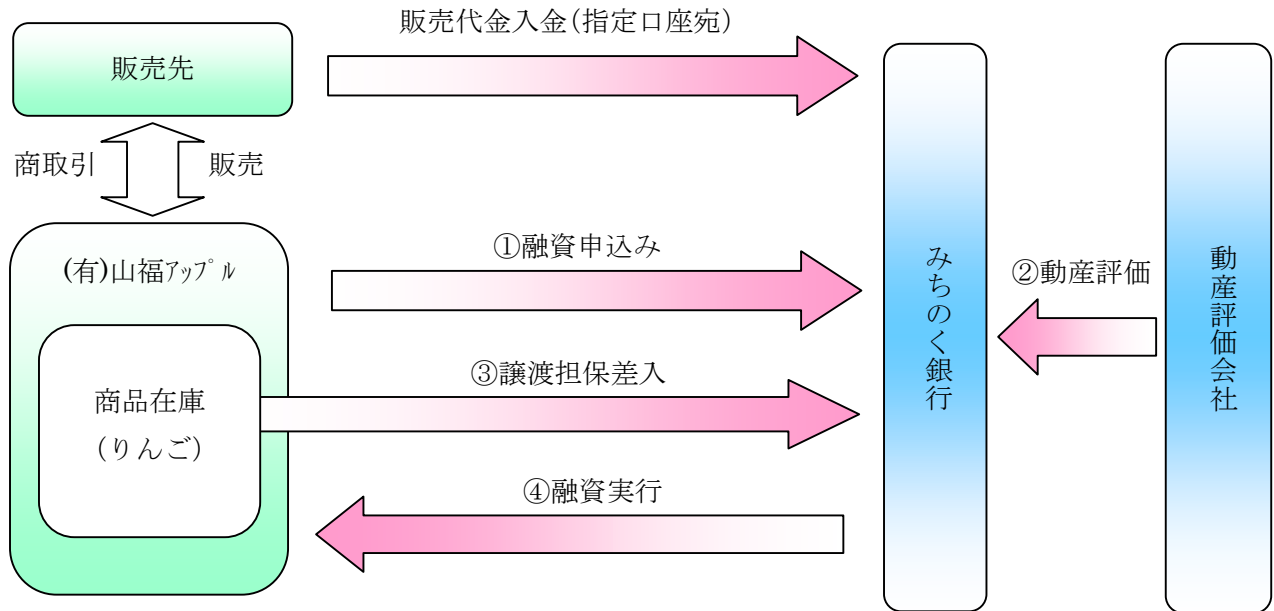 販売代金入金(指定口座宛)
販売先
商取引
販売
(有)山福ｱｯﾌﾟﾙ
①融資申込み
②動産評価
みちのく銀行
動産評価会社
③譲渡担保差入
商品在庫
(りんご)
④融資実行